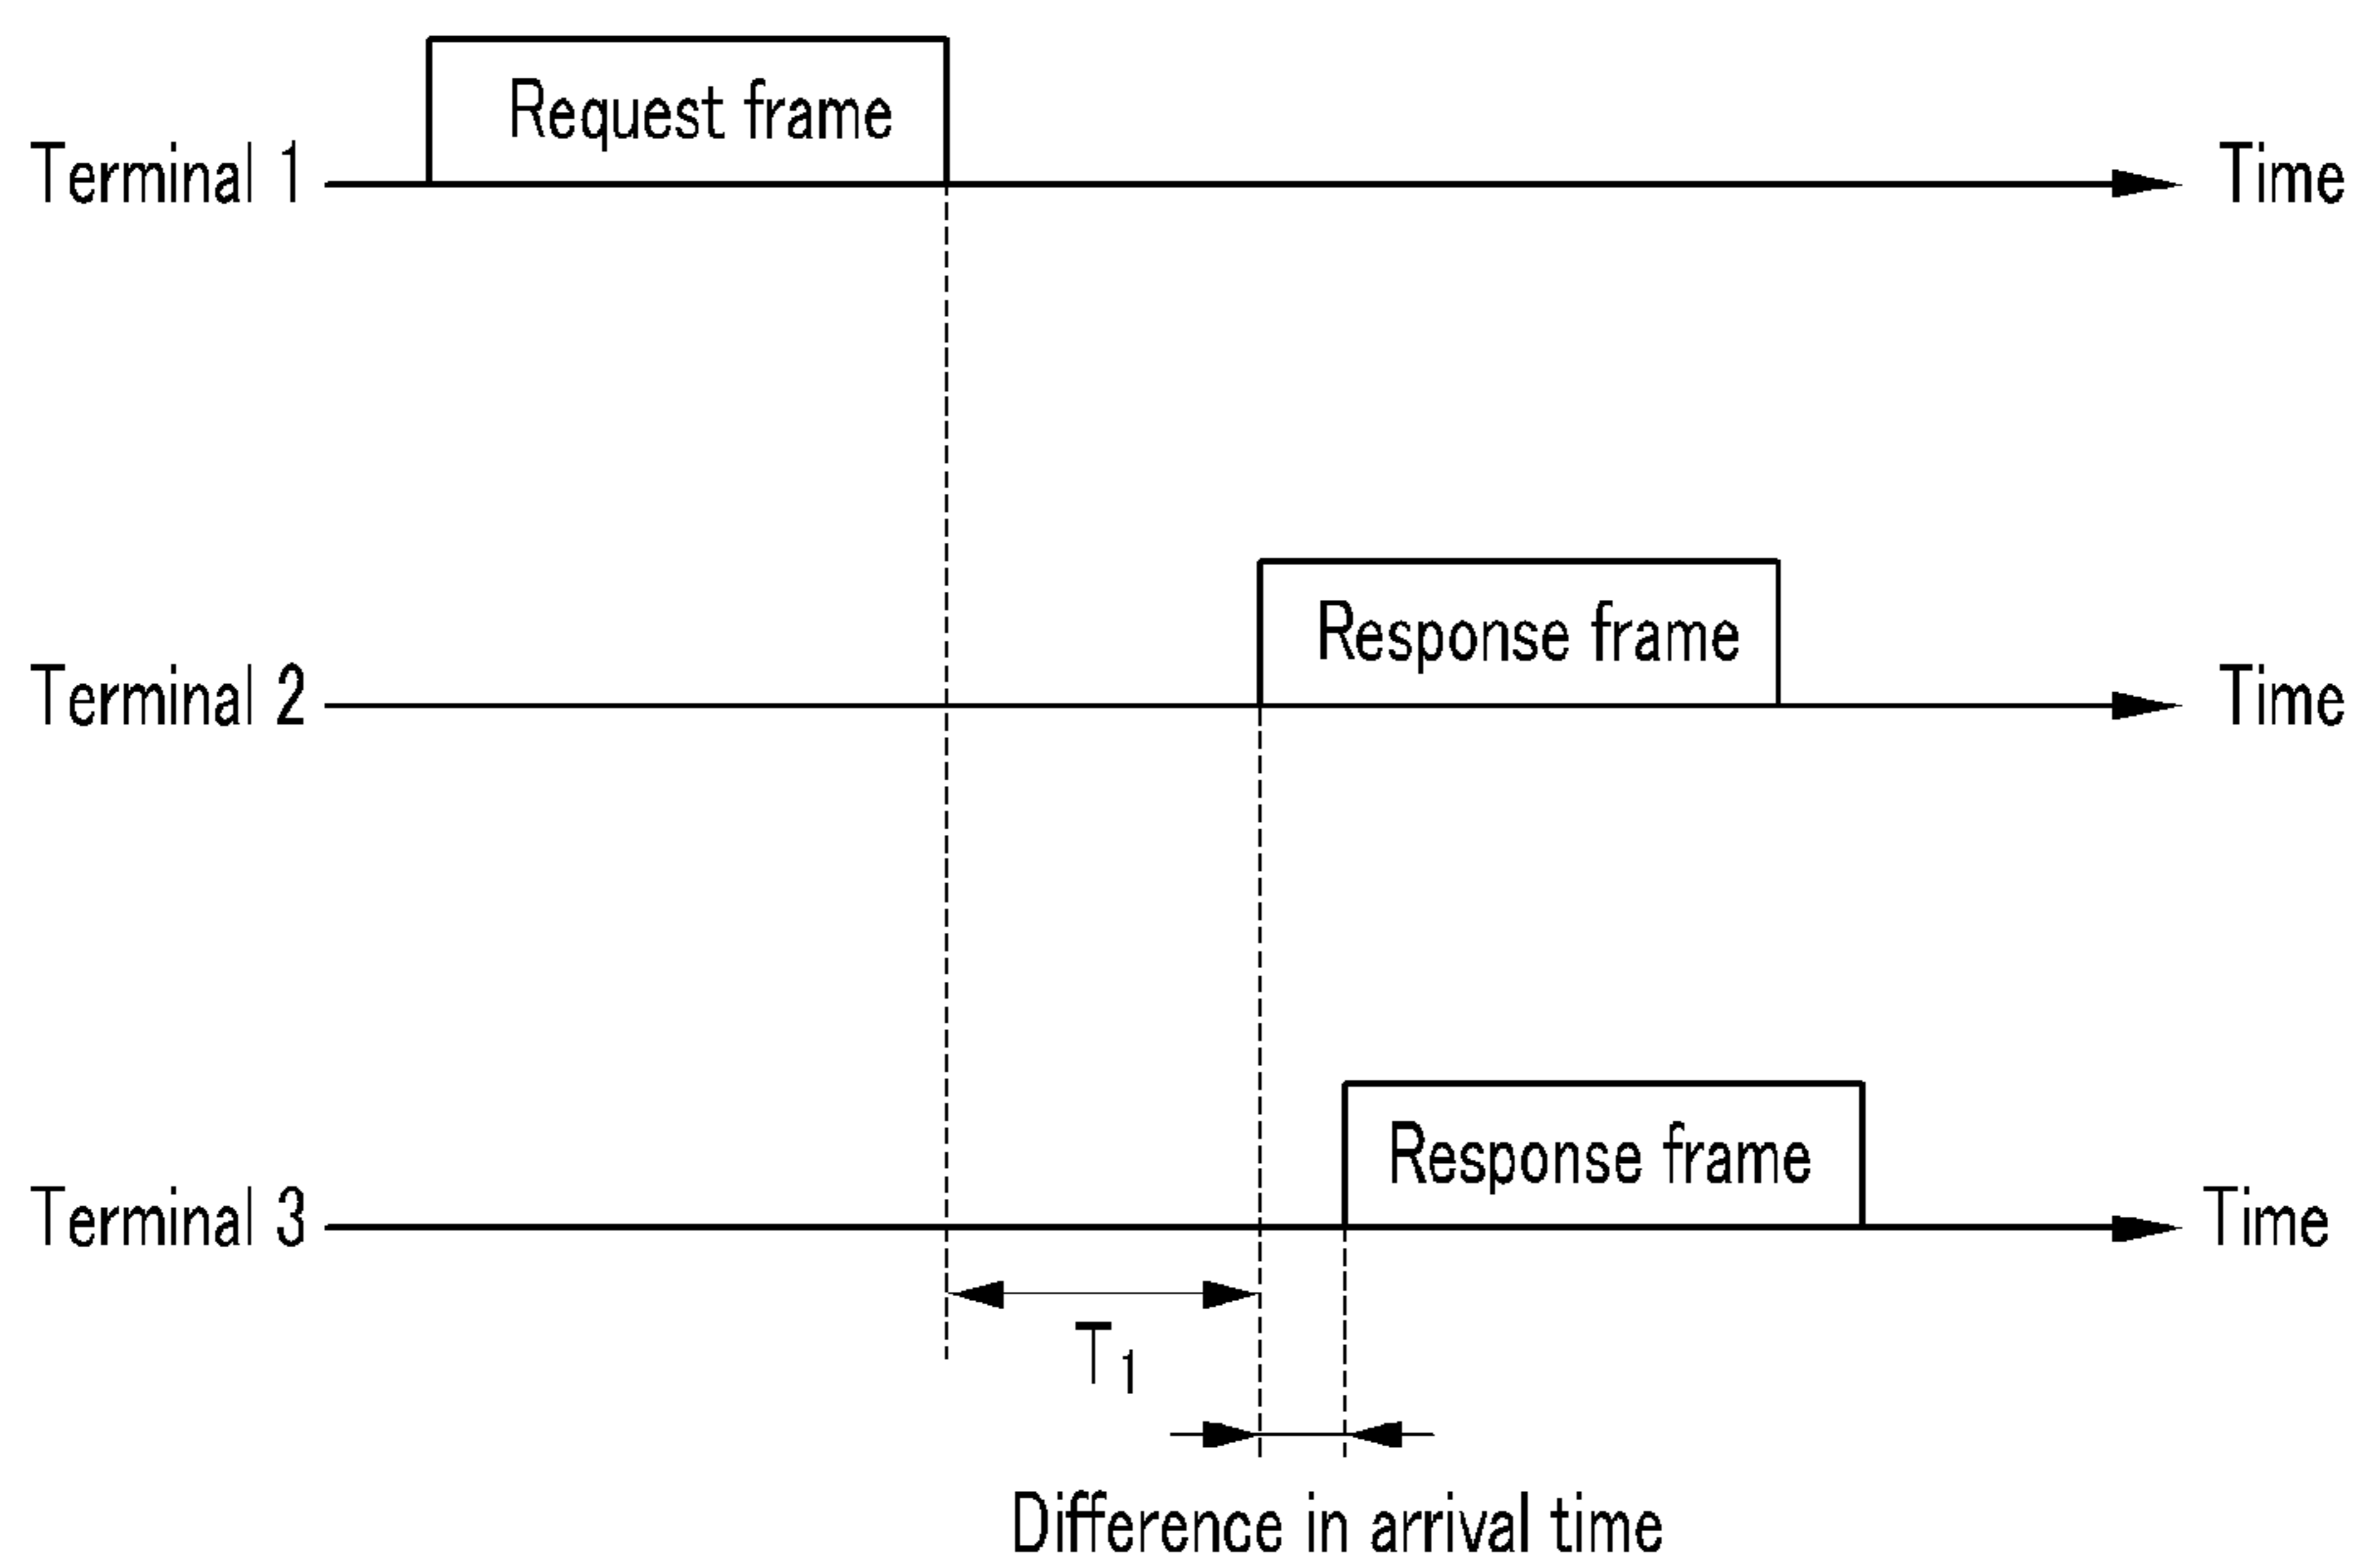 Request frame
Terminal 1 Time
Response frame
Terminal 2 Time
Response frame
Terminal 3 Time
T1
Difference in arrival time